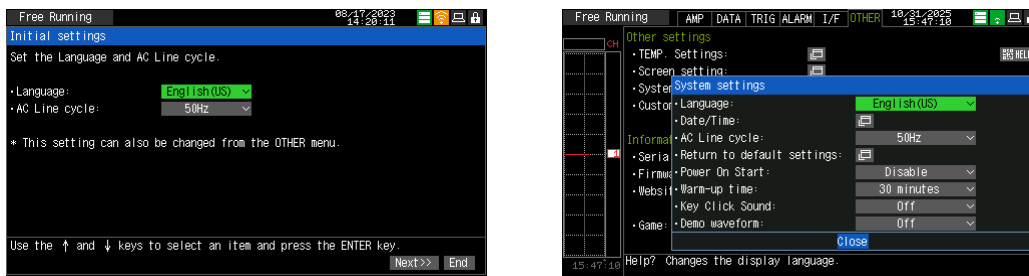 Free Running
08/17/2023
14:20:11
Initial settings
Set the Language and AC Line cycle.
・Language:
English(US)
・AC Line cycle:
50Hz
* This setting can also be changed from the OTHER menu.
Use the ↑ and ↓ keys to select an item and press the ENTER key.
Next>>
End
Free Running
AMP
DATA
TRIG
ALARM
I/F
OTHER
10/31/2025
15:47:10
CH
Other settings
・TEMP. Settings:
HELP
・Screen setting:
・System
System settings
・Custom
・Language:
English(US)
・Date/Time:
Informat
・AC Line cycle:
50Hz
1
・Seria
・Return to default settings:
・Firmwa
・Power On Start:
Disable
・Websit
・Warm-up time:
30 minutes
・Key Click Sound:
Off
・Game:
・Demo waveform:
Off
Close
15:47:10
Help? Changes the display language.